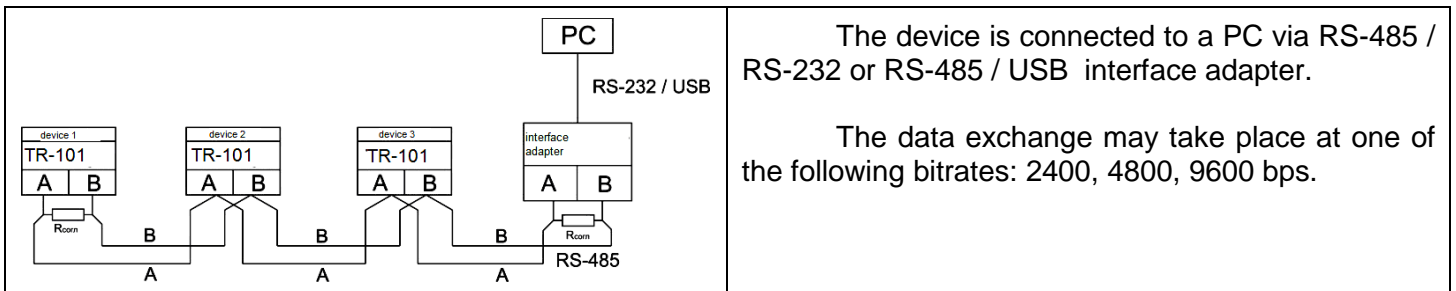 PC
RS-232 / USB
device 1
TR-101
A B
device 2
TR-101
A B
device 3
TR-101
A B
interface
adapter
A B
Rcorn
Rcorn
B
B
B
RS-485
A
A
A
The device is connected to a PC via RS-485 /
RS-232 or RS-485 / USB interface adapter.
The data exchange may take place at one of
the following bitrates: 2400, 4800, 9600 bps.